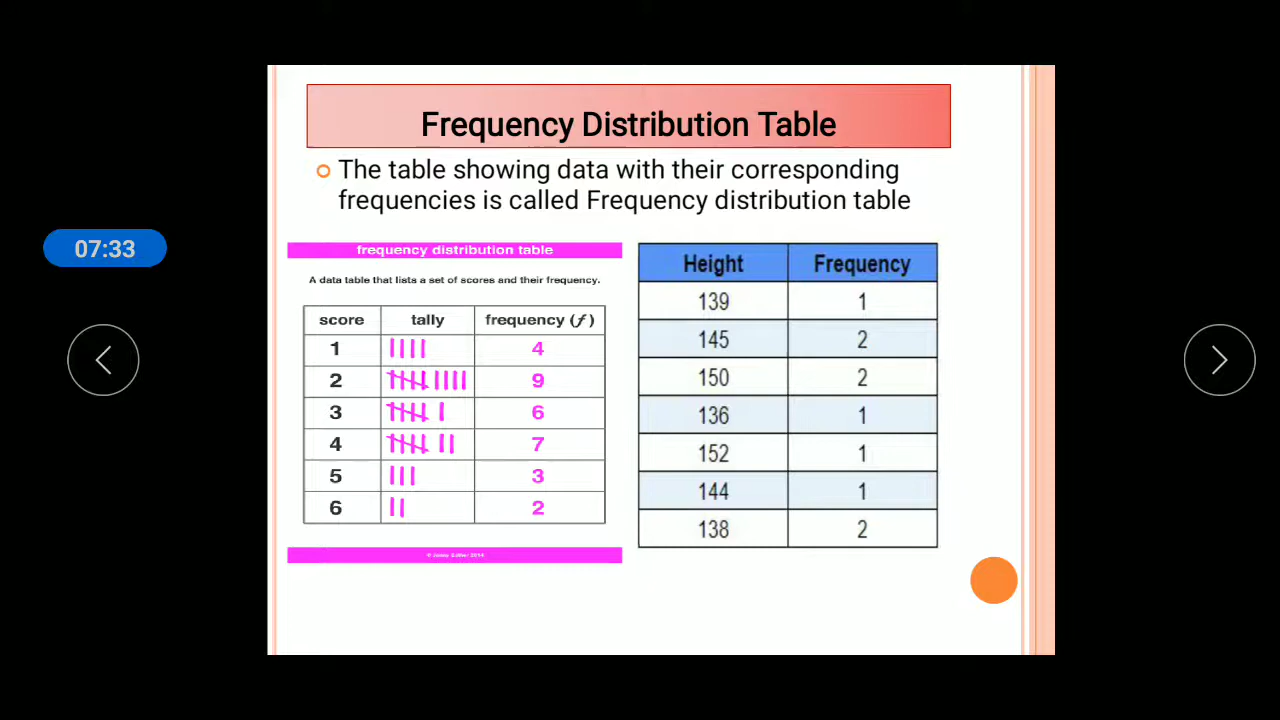 Frequency Distribution Table
The table showing data with their corresponding
frequencies is called Frequency distribution table
07:33
frequency distribution table
A data table that lists a set of scores and their frequency.
score tally frequency (f)
1 4
2 9
3 6
4 7
5 3
6 2
Height Frequency
139 1
145 2
150 2
136 1
152 1
144 1
138 2